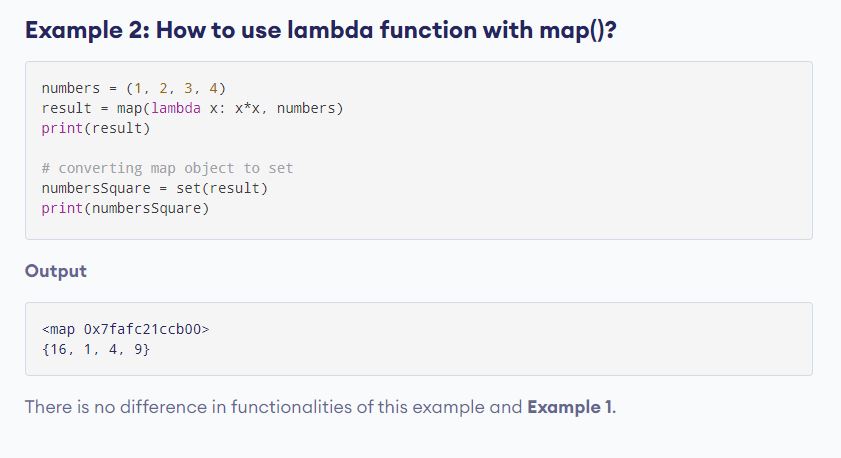 Example 2: How to use lambda function with map()?
numbers = (1, 2, 3, 4)
result = map(lambda x: x*x, numbers)
print(result)
# converting map object to set
numbersSquare = set(result)
print(numbersSquare)
Output
<map 0x7fafc21ccb00>
{16, 1, 4, 9}
There is no difference in functionalities of this example and Example 1.